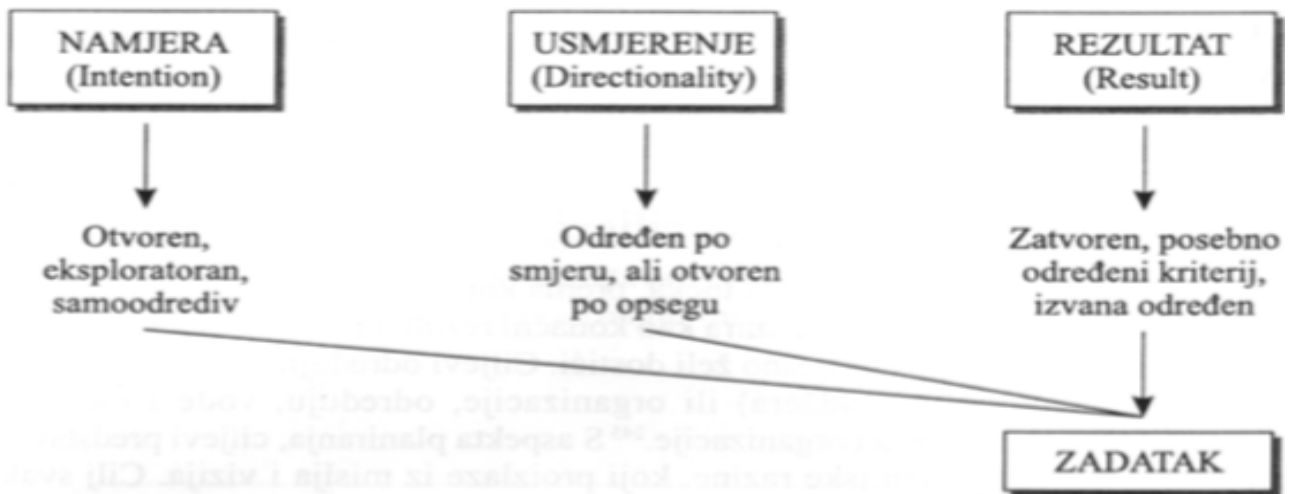 NAMJERA
(Intention)
USMJERENJE
(Directionality)
REZULTAT
(Result)
Otvoren,
eksploratoran,
samoodrediv
Određen po
smjeru, ali otvoren
po opsegu
Zatvoren, posebno
određeni kriterij,
izvana određen
ZADATAK